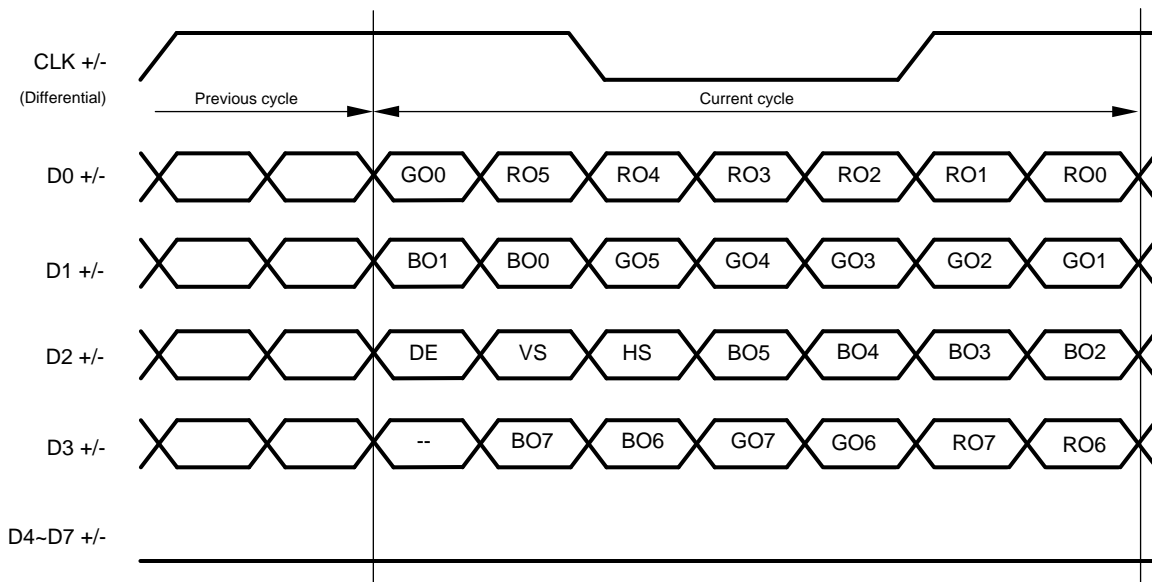 CLK +/-
(Differential)
Previous cycle
Current cycle
D0 +/-
GO0 RO5 RO4 RO3 RO2 RO1 RO0
D1 +/-
BO1 BO0 GO5 GO4 GO3 GO2 GO1
D2 +/-
DE VS HS BO5 BO4 BO3 BO2
D3 +/-
-- BO7 BO6 GO7 GO6 RO7 RO6
D4~D7 +/-